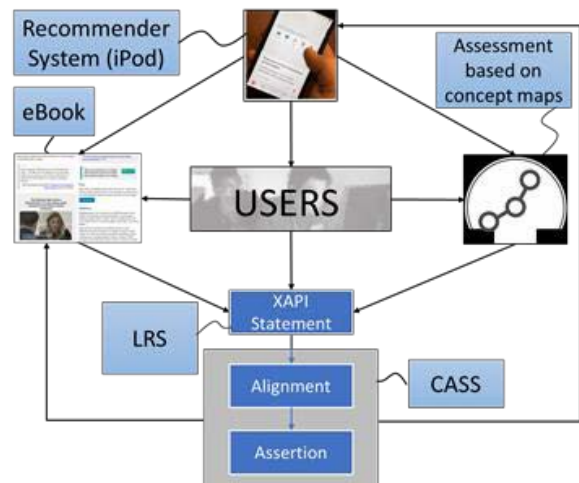 Recommender
System (iPod)
Assessment
based on
concept maps
eBook
USERS
XAPI
Statement
LRS
Alignment
CASS
Assertion